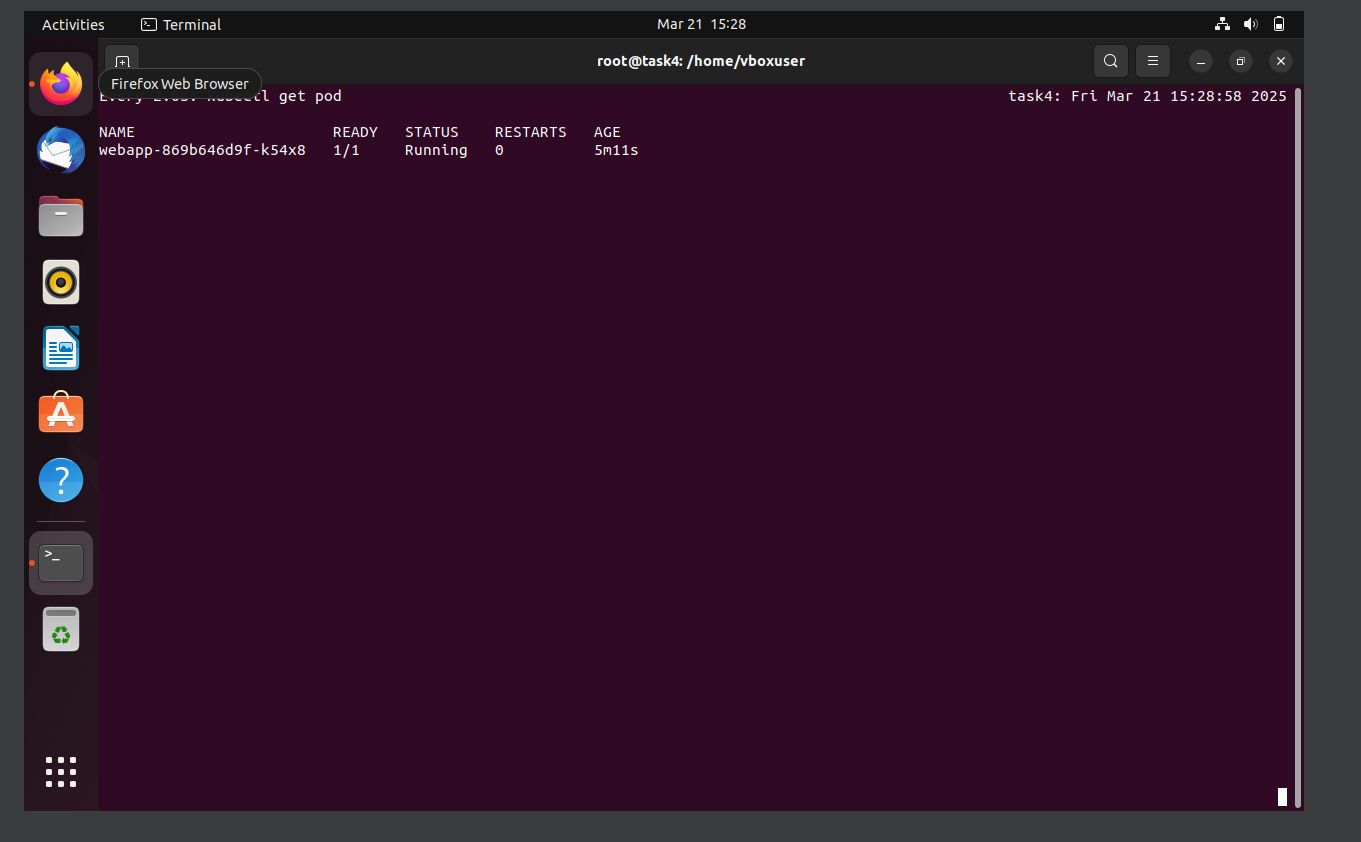 Activities Terminal Mar 21 15:28
root@task4: /home/vboxuser
Firefox Web Browser
get pod task4: Fri Mar 21 15:28:58 2025
NAME READY STATUS RESTARTS AGE
webapp-869b646d9f-k54x8 1/1 Running 0 5m11s
>_